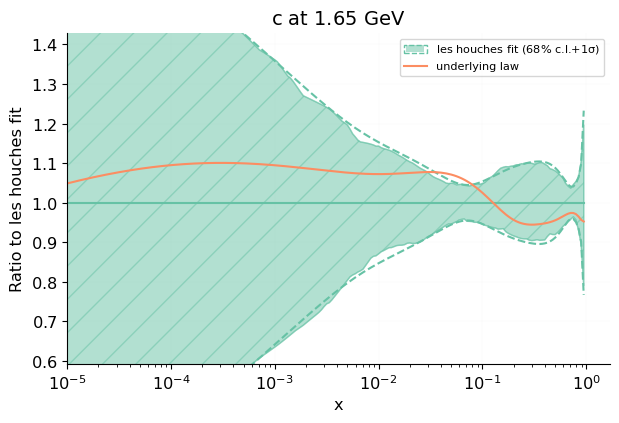 c at 1.65 GeV
Ratio to les houches fit
1.4
1.3
1.2
1.1
1.0
0.9
0.8
0.7
0.6
les houches fit (68% c.l.+1σ)
underlying law
10⁻⁵ 10⁻⁴ 10⁻³ 10⁻² 10⁻¹ 10⁰
x